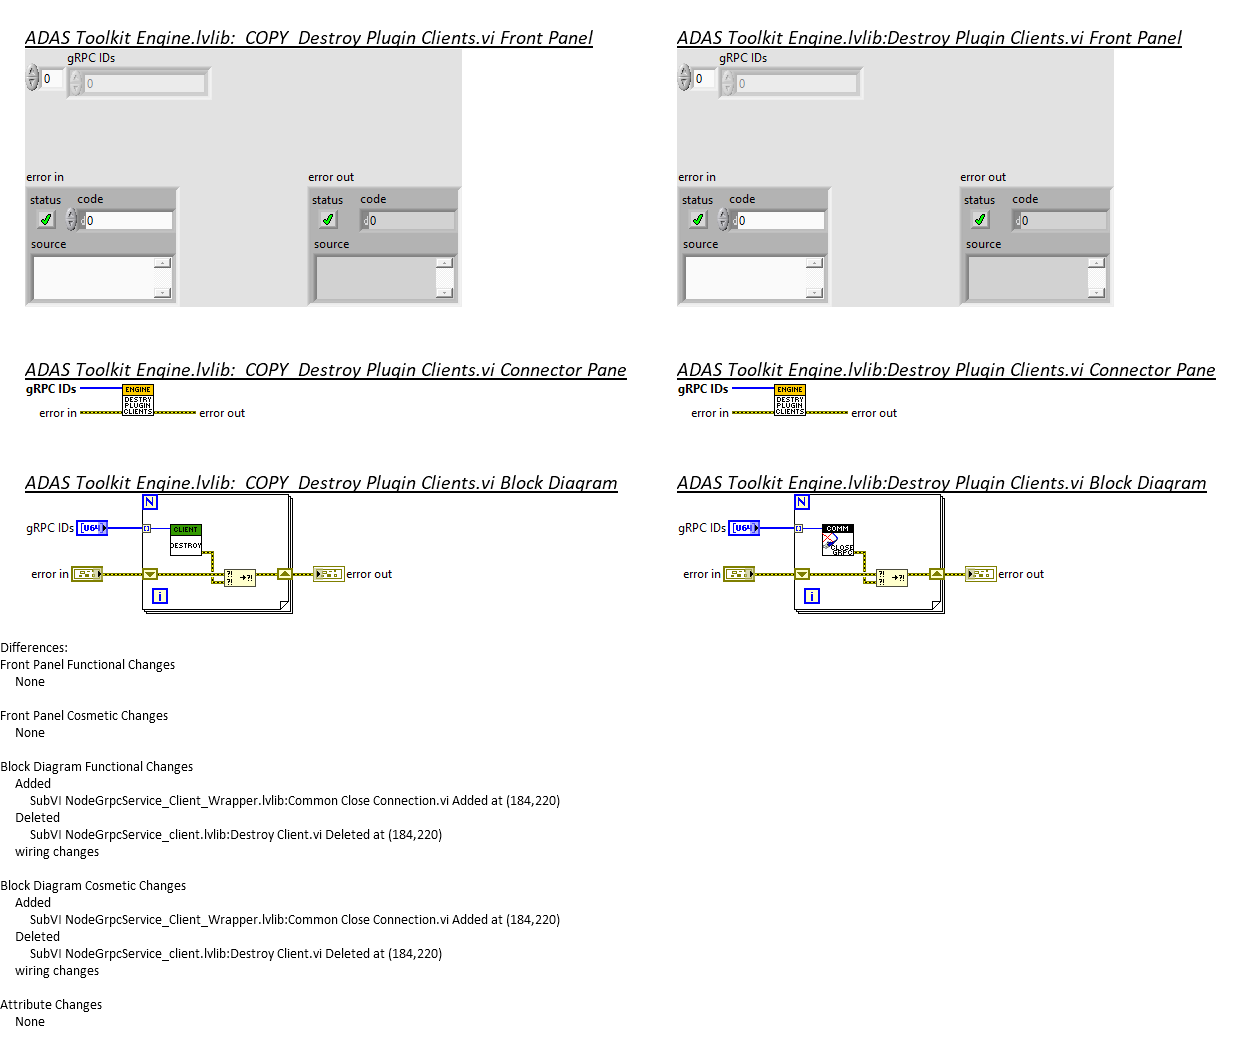 ADAS Toolkit Engine.lvlib:_COPY_Destroy Plugin Clients.vi Front Panel
gRPC IDs
0
0
error in
error out
status
code
status
code
0
0
source
source
ADAS Toolkit Engine.lvlib:Destroy Plugin Clients.vi Front Panel
gRPC IDs
0
0
error in
error out
status
code
status
code
d0
d0
source
source
ADAS Toolkit Engine.lvlib:_COPY_Destroy Plugin Clients.vi Connector Pane
gRPC IDs
ENGINE
DESTRY
PLUGIN
CLIENTS
error in
error out
ADAS Toolkit Engine.lvlib:Destroy Plugin Clients.vi Connector Pane
gRPC IDs
ENGINE
DESTRY
PLUGIN
CLIENTS
error in
error out
ADAS Toolkit Engine.lvlib:_COPY_Destroy Plugin Clients.vi Block Diagram
N
gRPC IDs
[U64]
CLIENT
DESTROY
error in
?!
?!
?!
error out
i
ADAS Toolkit Engine.lvlib:Destroy Plugin Clients.vi Block Diagram
N
gRPC IDs
[U64]
COMM
CLOSE
GRPC
error in
?!
?!
?!
error out
i
Differences:
Front Panel Functional Changes
None
Front Panel Cosmetic Changes
None
Block Diagram Functional Changes
Added
SubVI NodeGrpcService_Client_Wrapper.lvlib:Common Close Connection.vi Added at (184,220)
Deleted
SubVI NodeGrpcService_client.lvlib:Destroy Client.vi Deleted at (184,220)
wiring changes
Block Diagram Cosmetic Changes
Added
SubVI NodeGrpcService_Client_Wrapper.lvlib:Common Close Connection.vi Added at (184,220)
Deleted
SubVI NodeGrpcService_client.lvlib:Destroy Client.vi Deleted at (184,220)
wiring changes
Attribute Changes
None